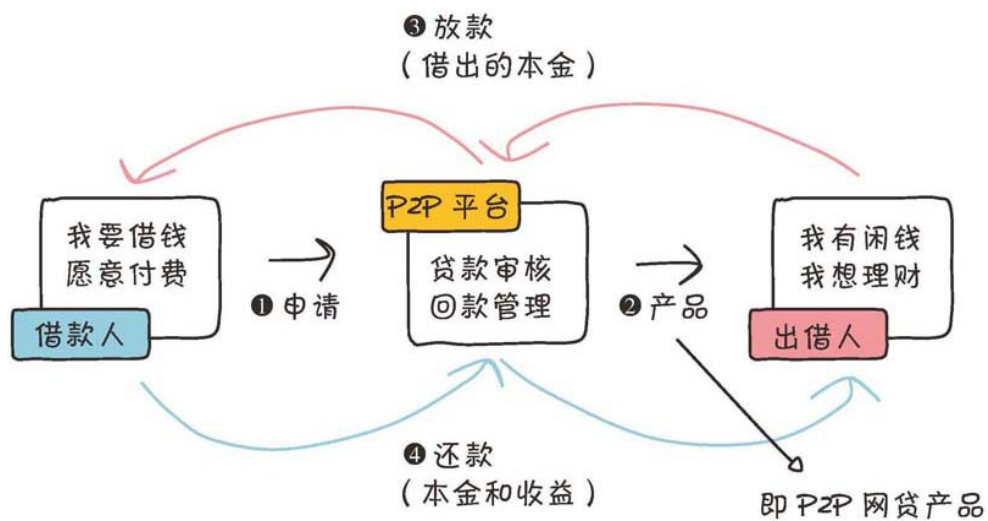 ❸ 放款
（借出的本金）
我要借钱
愿意付费
借款人
❶ 申请
P2P 平台
贷款审核
回款管理
❷ 产品
我有闲钱
我想理财
出借人
❹ 还款
（本金和收益）
即 P2P 网贷产品